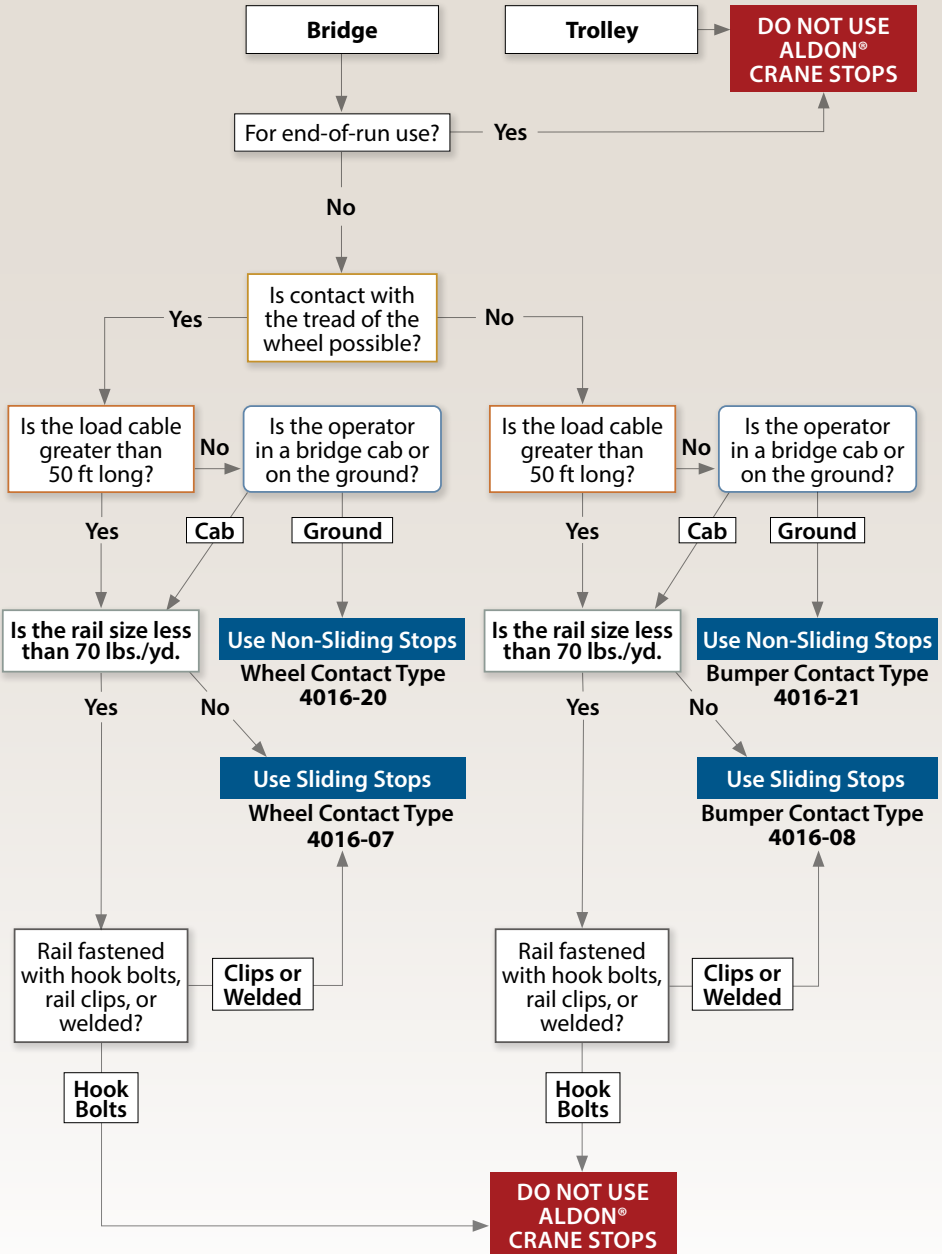 Bridge
Trolley
DO NOT USE
ALDON®
CRANE STOPS
For end-of-run use?
Yes
No
Is contact with
the tread of the
wheel possible?
Yes
No
Is the load cable
greater than
50 ft long?
No
Is the operator
in a bridge cab or
on the ground?
Is the load cable
greater than
50 ft long?
No
Is the operator
in a bridge cab or
on the ground?
Yes
Cab
Ground
Yes
Cab
Ground
Is the rail size less
than 70 lbs./yd.
Use Non-Sliding Stops
Wheel Contact Type
4016-20
Is the rail size less
than 70 lbs./yd.
Use Non-Sliding Stops
Bumper Contact Type
4016-21
Yes
No
Yes
No
Use Sliding Stops
Wheel Contact Type
4016-07
Use Sliding Stops
Bumper Contact Type
4016-08
Rail fastened
with hook bolts,
rail clips, or
welded?
Clips or
Welded
Rail fastened
with hook bolts,
rail clips, or
welded?
Clips or
Welded
Hook
Bolts
Hook
Bolts
DO NOT USE
ALDON®
CRANE STOPS